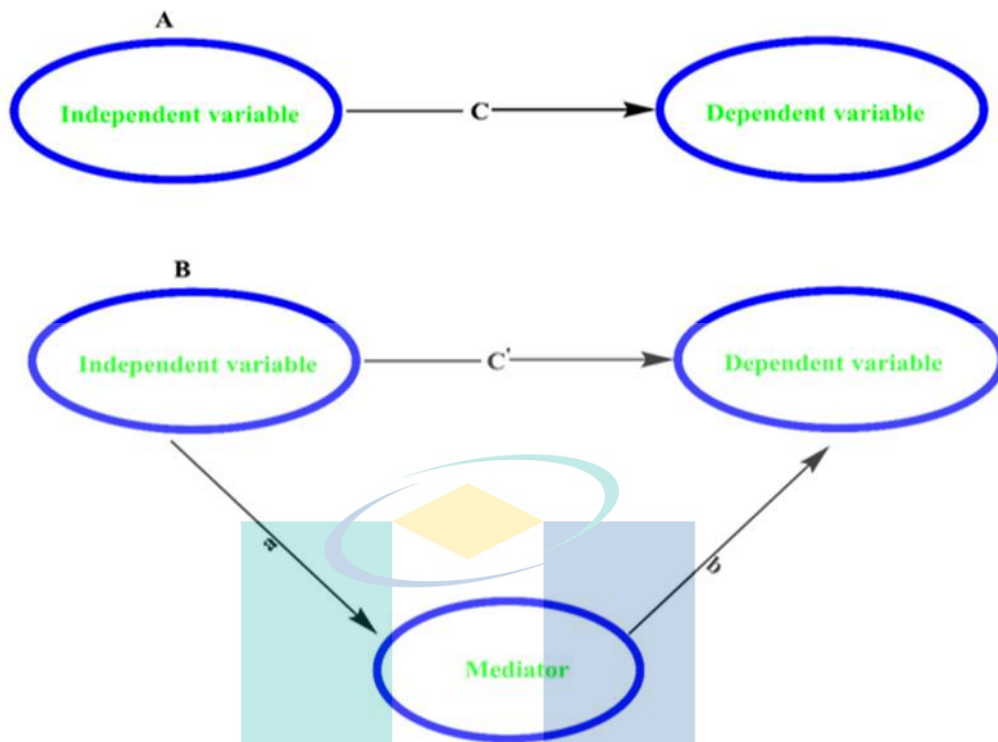 A
Independent variable
C
Dependent variable
B
Independent variable
C'
Dependent variable
a
b
Mediator